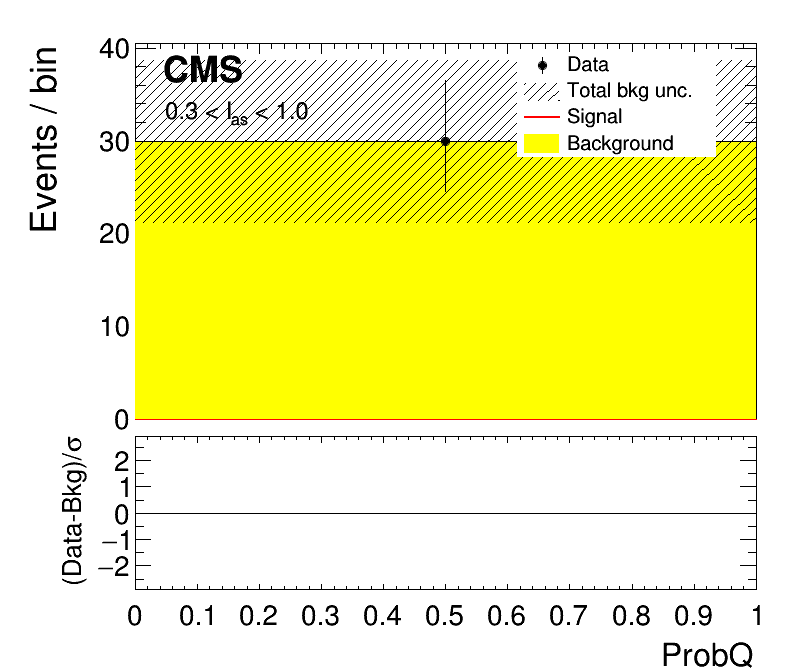 Events / bin
40
30
20
10
0
CMS
0.3 < Ias < 1.0
Data
Total bkg unc.
Signal
Background
(Data-Bkg)/σ
2
1
0
−1
−2
0 0.1 0.2 0.3 0.4 0.5 0.6 0.7 0.8 0.9 1
ProbQ